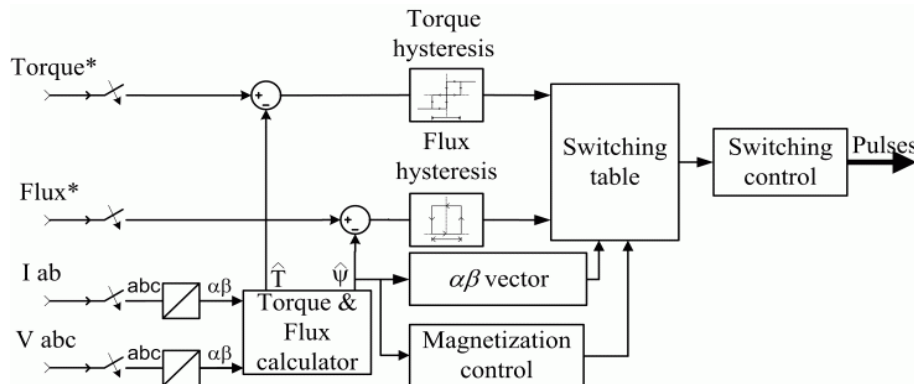 Torque
hysteresis
Torque*
+
-
Flux
hysteresis
Switching
table
Switching
control
Pulses
Flux*
+
-
I ab
abc
αβ
T̂
ψ̂
αβ vector
Torque &
Flux
calculator
V abc
abc
αβ
Magnetization
control